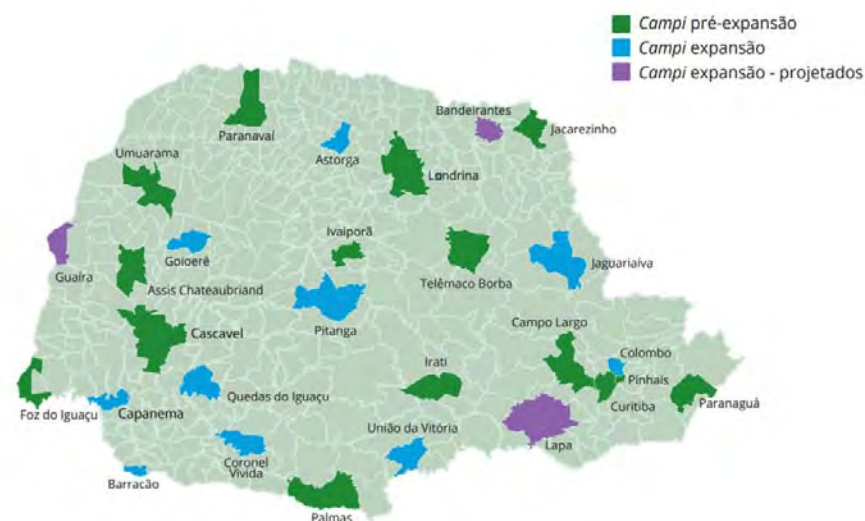 Campi pré-expansão
Campi expansão
Campi expansão - projetados
Bandeirantes
Jacarezinho
Paranavaí
Astorga
Umuarama
Londrina
Ivaiporã
Goioerê
Guaíra
Assis Chateaubriand
Telêmaco Borba
Jaguariaíva
Pitanga
Cascavel
Campo Largo
Colombo
Pinhais
Curitiba
Paranaguá
Irati
Quedas do Iguaçu
Foz do Iguaçu
Capanema
União da Vitória
Lapa
Coronel
Vivida
Barracão
Palmas